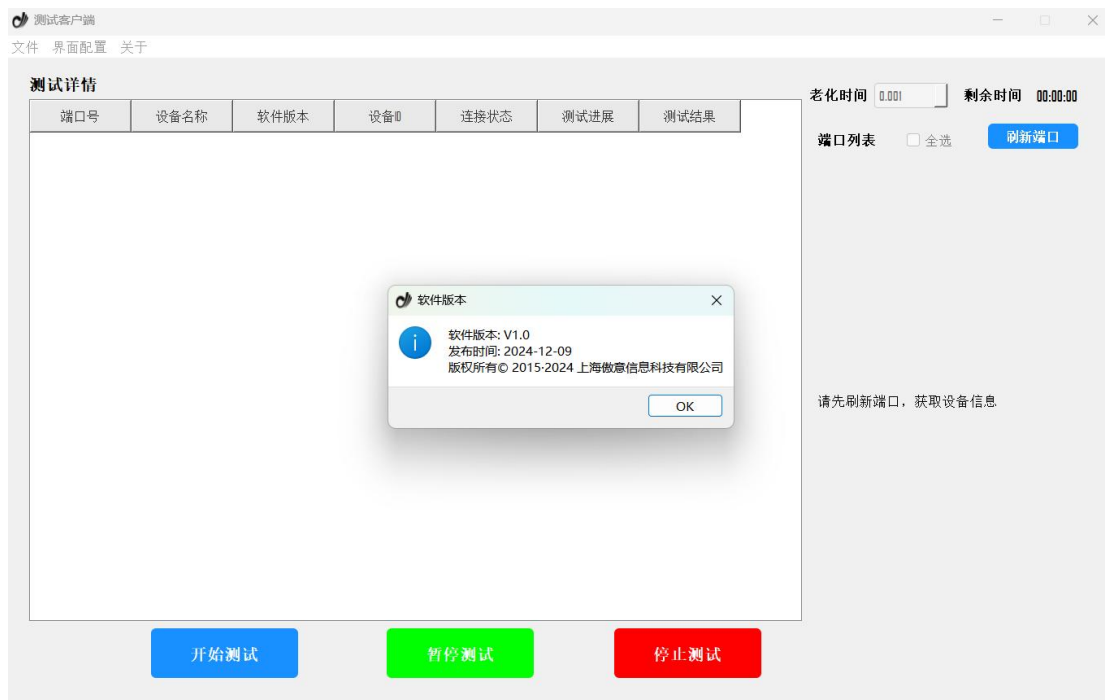 测试客户端
文件 界面配置 关于
测试详情
端口号 设备名称 软件版本 设备ID 连接状态 测试进展 测试结果
老化时间 0.001 剩余时间 00:00:00
端口列表 全选 刷新端口
软件版本
软件版本: V1.0
发布时间: 2024-12-09
版权所有© 2015-2024 上海傲意信息科技有限公司
OK
请先刷新端口，获取设备信息
开始测试 暂停测试 停止测试